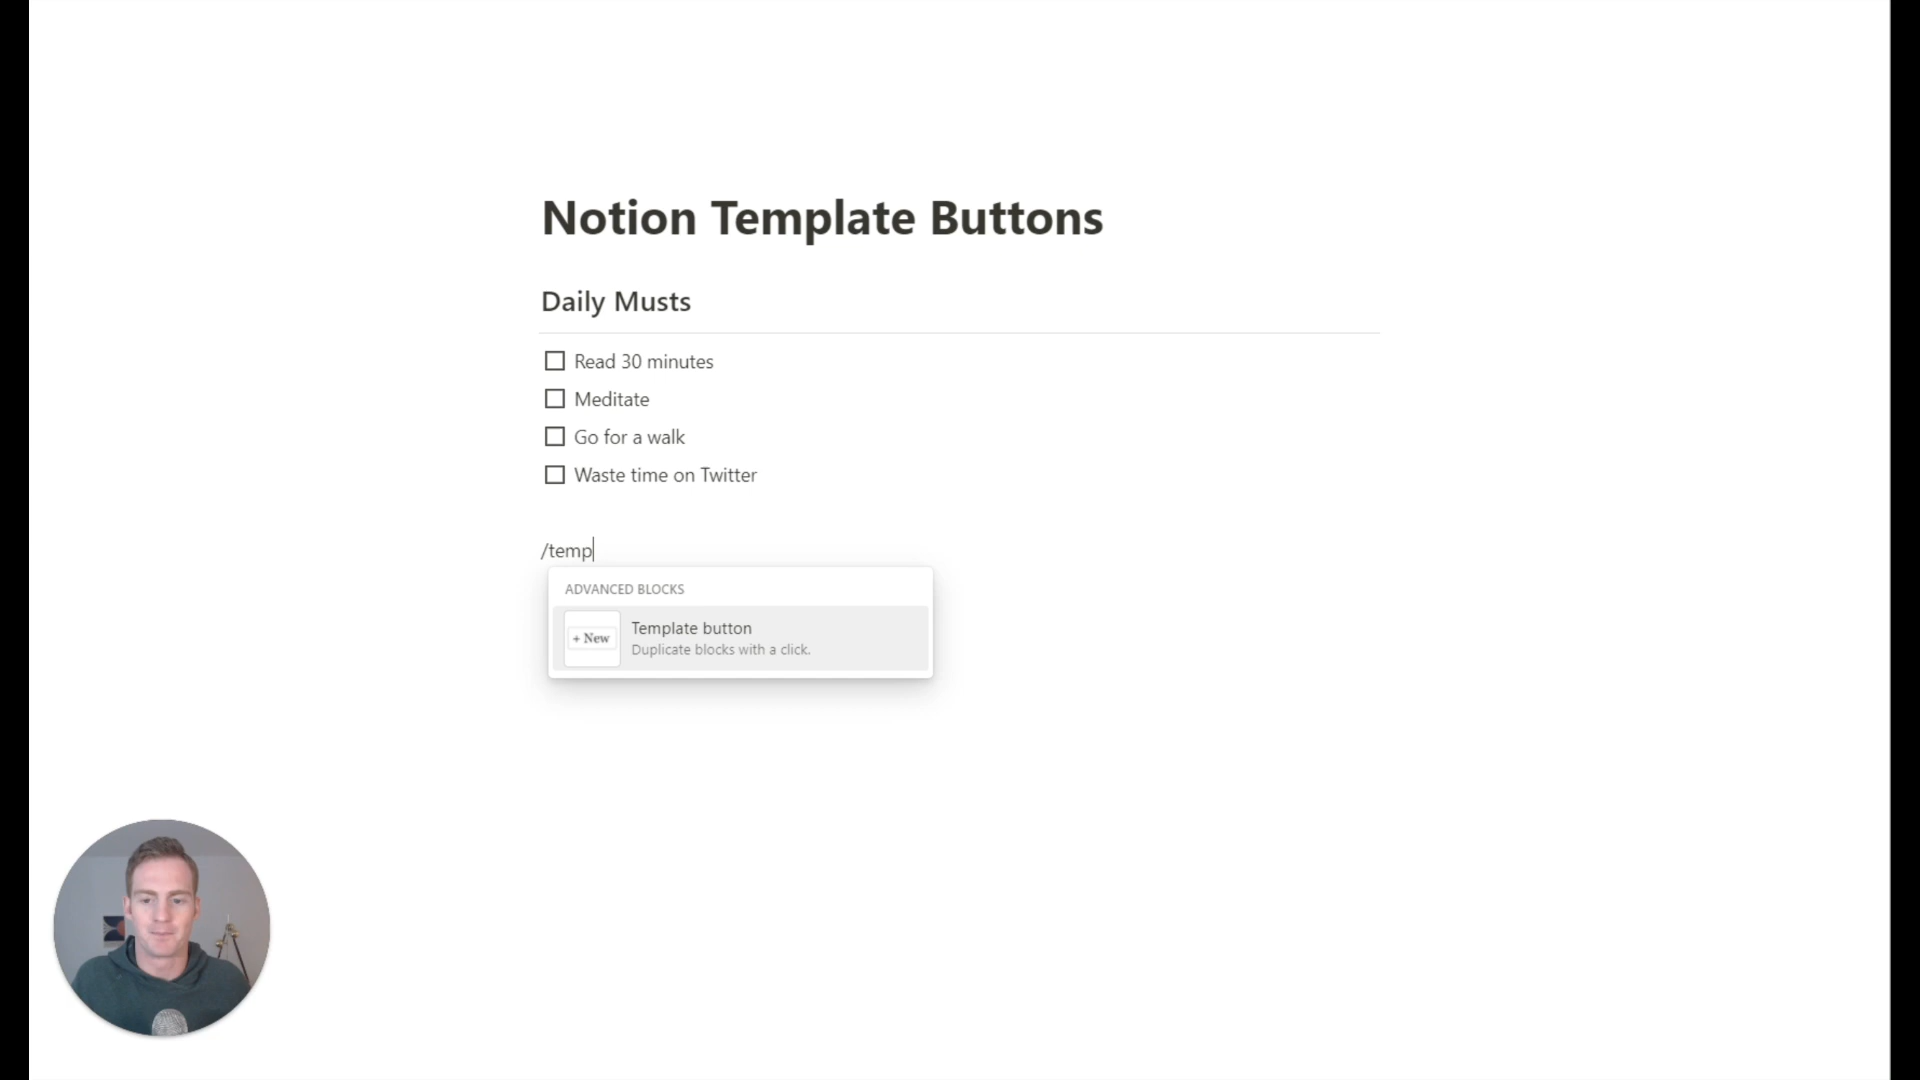 Notion Template Buttons
Daily Musts
Read 30 minutes
Meditate
Go for a walk
Waste time on Twitter
/temp
ADVANCED BLOCKS
+ New
Template button
Duplicate blocks with a click.